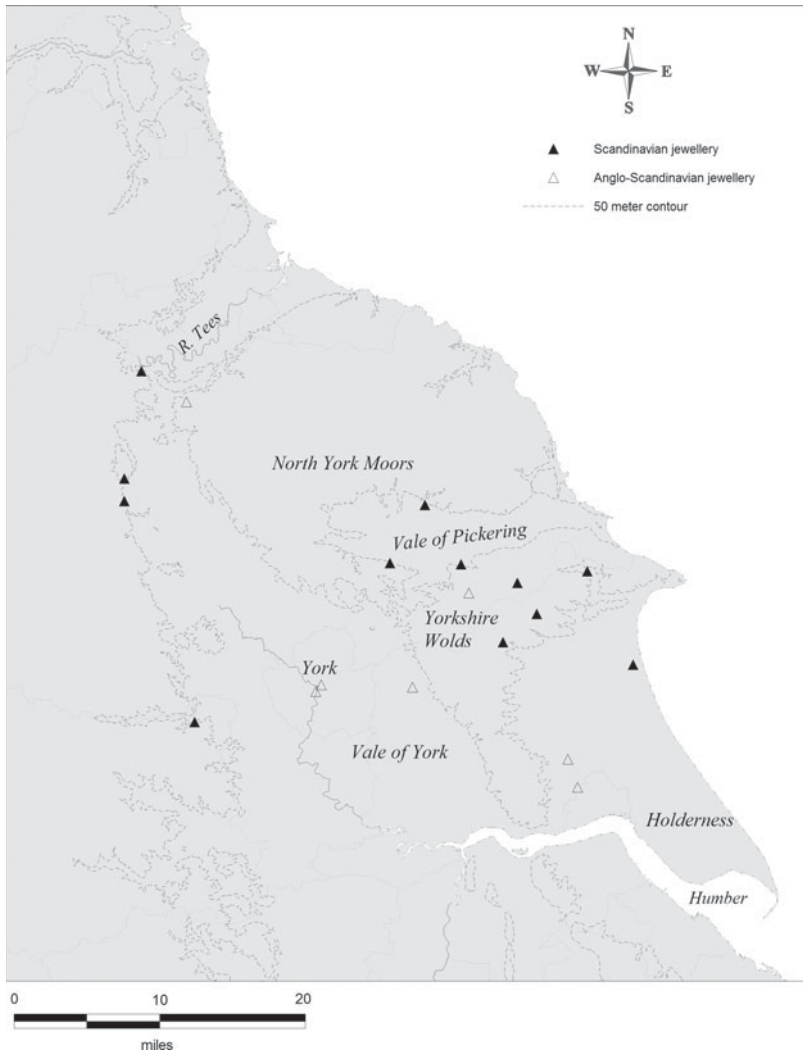 N
W E
S
Scandinavian jewellery
Anglo-Scandinavian jewellery
50 meter contour
R. Tees
North York Moors
Vale of Pickering
Yorkshire
Wolds
York
Vale of York
Holderness
Humber
0 10 20
miles